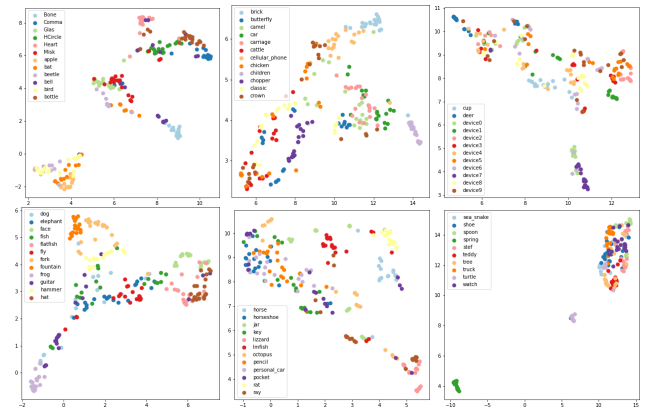 Bone
Comma
Glas
HCircle
Heart
Misk
apple
bat
beetle
bell
bird
bottle
8
6
4
2
0
−2
2
4
6
8
10
brick
butterfly
camel
car
carriage
cattle
cellular_phone
chicken
children
chopper
classic
crown
6
5
4
3
6
8
10
12
14
cup
deer
device0
device1
device2
device3
device4
device5
device6
device7
device8
device9
11
10
9
8
7
6
5
4
3
6
8
10
12
dog
elephant
face
fish
flatfish
fly
fork
fountain
frog
guitar
hammer
hat
6
5
4
3
2
1
0
−2
0
2
4
6
horse
horseshoe
jar
key
lizzard
lmfish
octopus
pencil
personal_car
pocket
rat
ray
10
9
8
7
6
5
4
3
−1
0
1
2
3
4
5
sea_snake
shoe
spoon
spring
stef
teddy
tree
truck
turtle
watch
14
12
10
8
6
4
−10
−5
0
5
10
15